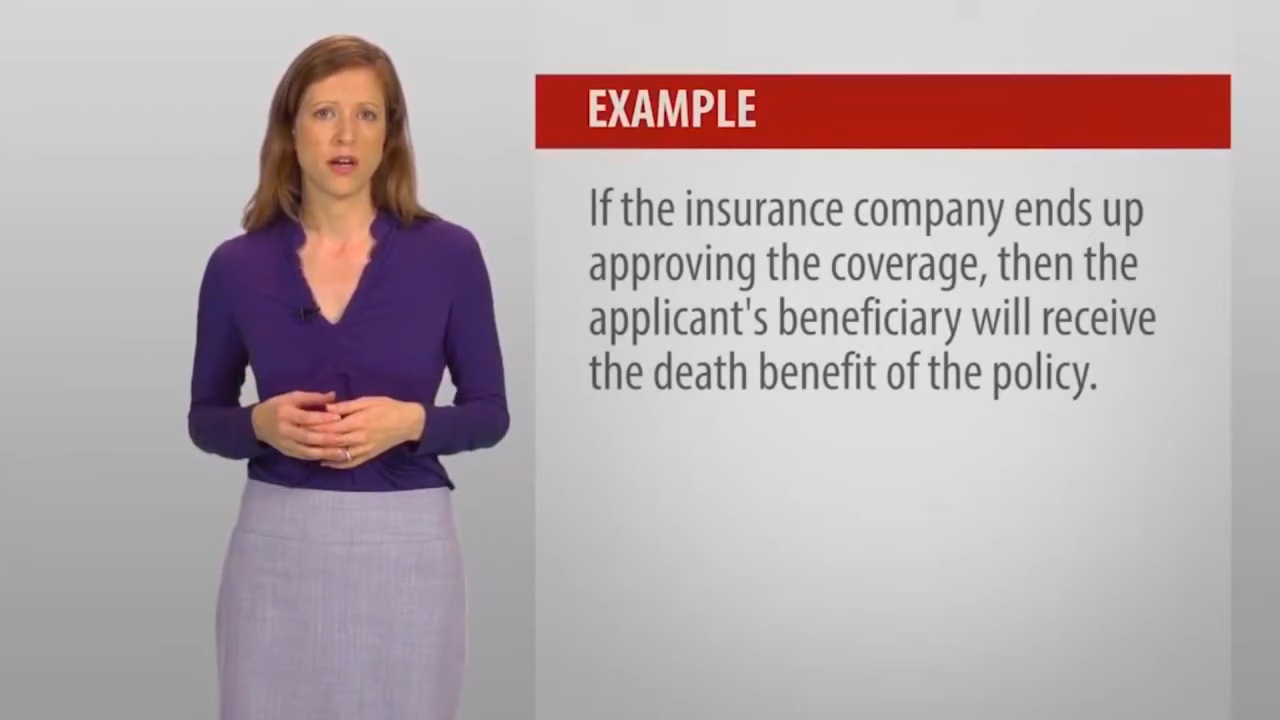 EXAMPLE
If the insurance company ends up
approving the coverage, then the
applicant's beneficiary will receive
the death benefit of the policy.